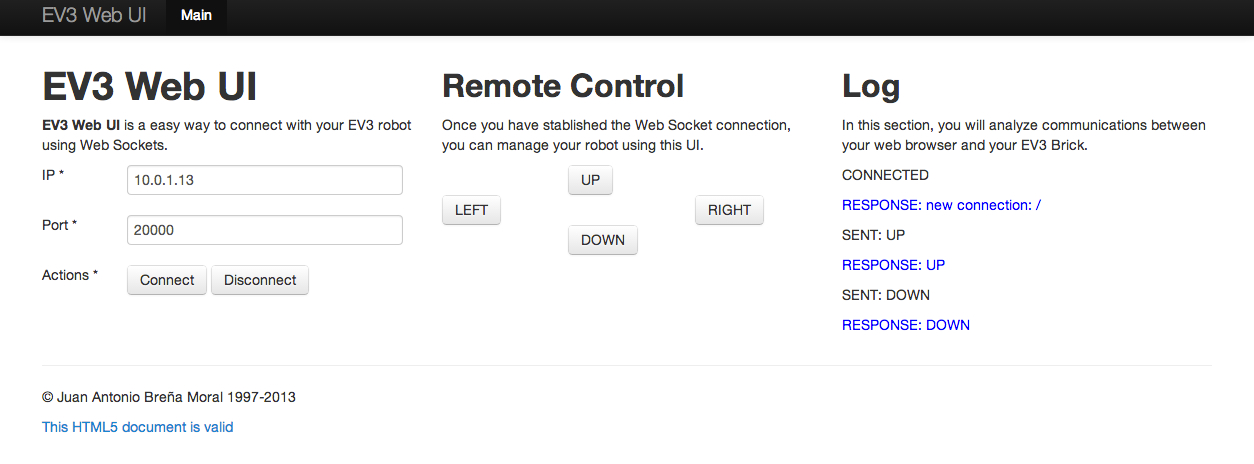 EV3 Web UI Main
EV3 Web UI
EV3 Web UI is a easy way to connect with your EV3 robot
using Web Sockets.
IP *
10.0.1.13
Port *
20000
Actions *
Connect Disconnect
Remote Control
Once you have stablished the Web Socket connection,
you can manage your robot using this UI.
UP
LEFT RIGHT
DOWN
Log
In this section, you will analyze communications between
your web browser and your EV3 Brick.
CONNECTED
RESPONSE: new connection: /
SENT: UP
RESPONSE: UP
SENT: DOWN
RESPONSE: DOWN
© Juan Antonio Breña Moral 1997-2013
This HTML5 document is valid